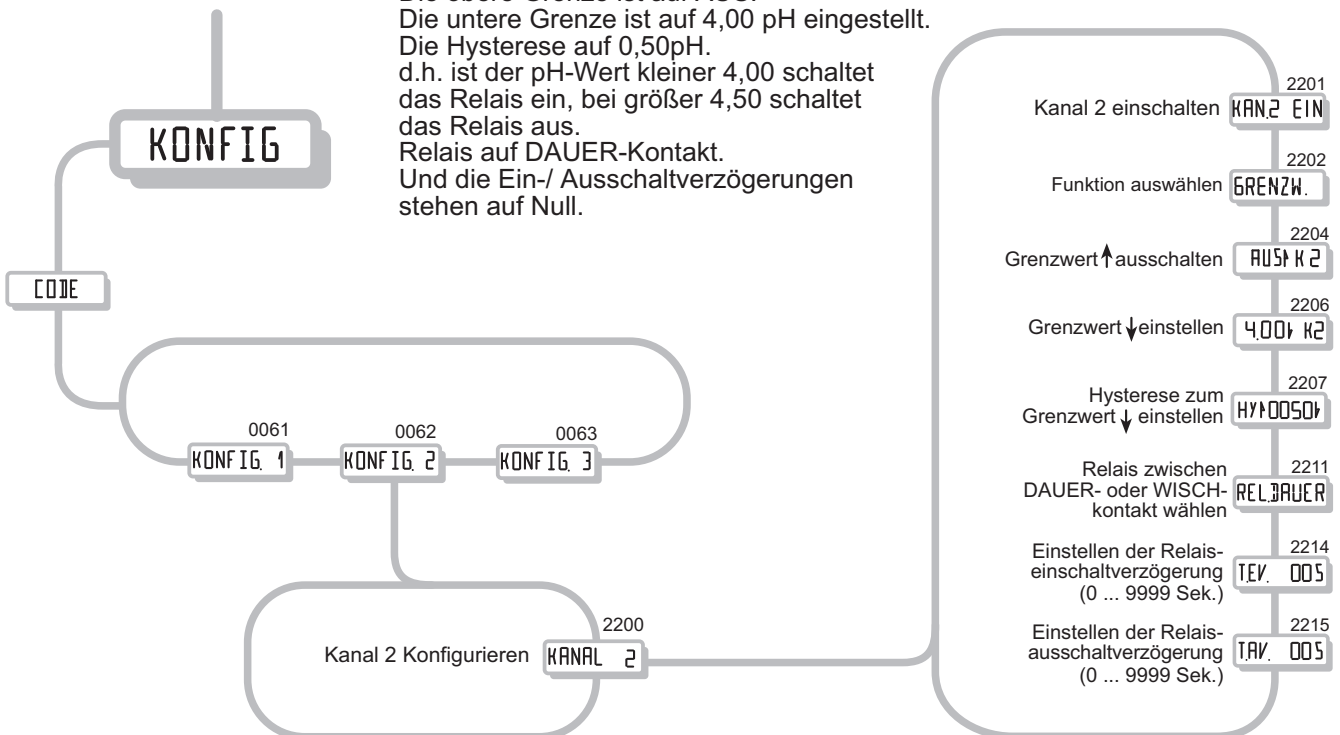 Die untere Grenze ist auf 4,00 pH eingestellt.
Die Hysterese auf 0,50pH.
d.h. ist der pH-Wert kleiner 4,00 schaltet
das Relais ein, bei größer 4,50 schaltet
das Relais aus.
Relais auf DAUER-Kontakt.
Und die Ein-/ Ausschaltverzögerungen
stehen auf Null.
KONFIG
CODE
0061
KONFIG. 1
0062
KONFIG. 2
0063
KONFIG. 3
2200
Kanal 2 Konfigurieren KANAL 2
2201
Kanal 2 einschalten KAN.2 EIN
2202
Funktion auswählen GRENZW.
2204
Grenzwert ↑ ausschalten AUS K2
2206
Grenzwert ↓ einstellen 4.00 K2
2207
Hysterese zum
Grenzwert ↓ einstellen
2211
Relais zwischen
DAUER- oder WISCH-
kontakt wählen
REL.DAUER
2214
Einstellen der Relais-
einschaltverzögerung
(0 ... 9999 Sek.)
T.EV. 00S
2215
Einstellen der Relais-
ausschaltverzögerung
(0 ... 9999 Sek.)
T.AV. 00S